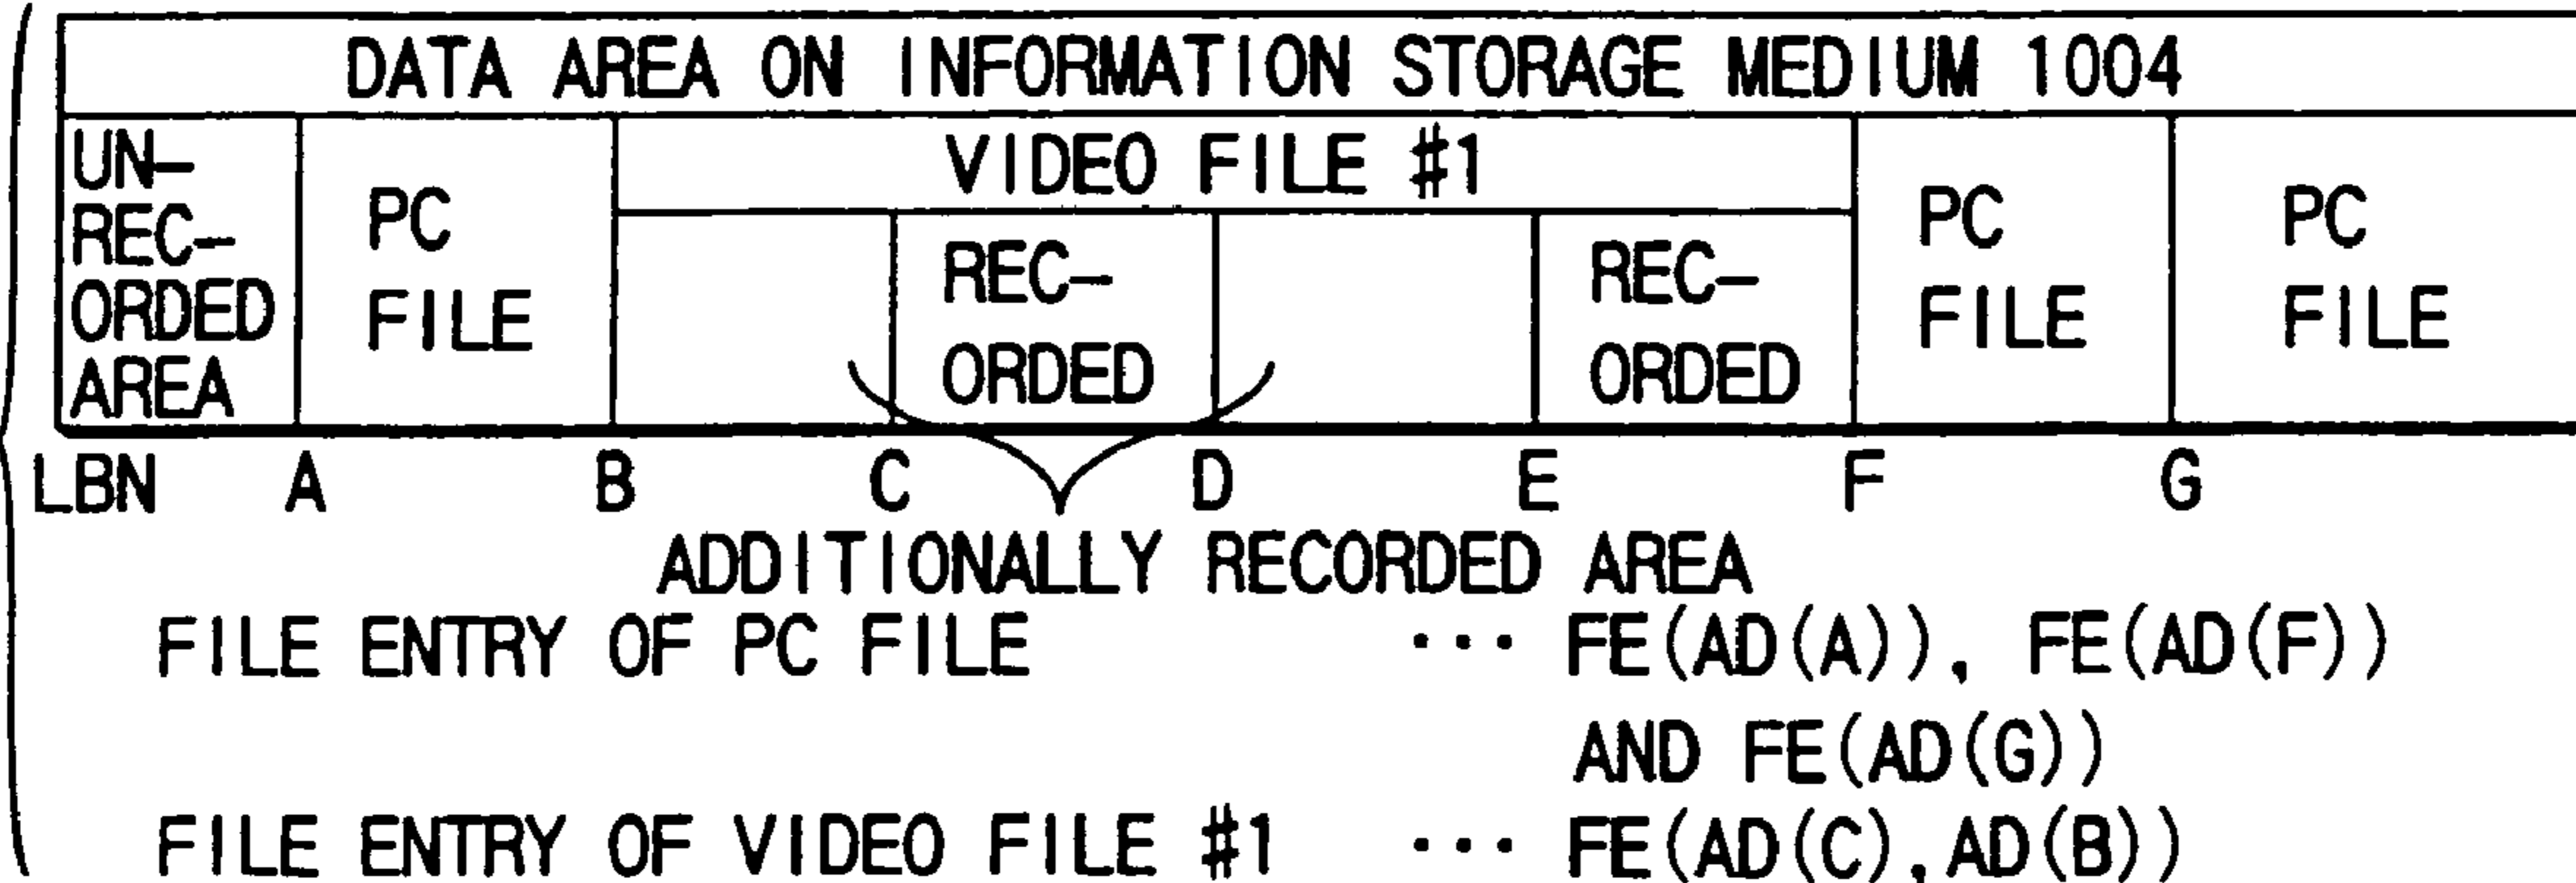 DATA AREA ON INFORMATION STORAGE MEDIUM 1004
UN-
REC-
ORDED
AREA
PC
FILE
VIDEO FILE #1
REC-
ORDED
REC-
ORDED
PC
FILE
PC
FILE
LBN A B C D E F G
ADDITIONALLY RECORDED AREA
FILE ENTRY OF PC FILE ··· FE(AD(A)), FE(AD(F))
AND FE(AD(G))
FILE ENTRY OF VIDEO FILE #1 ··· FE(AD(C),AD(B))